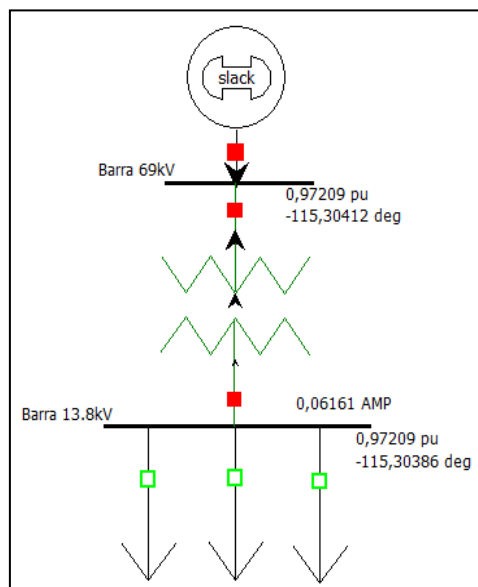 slack
Barra 69kV
0,97209 pu
-115,30412 deg
0,06161 AMP
Barra 13.8kV
0,97209 pu
-115,30386 deg